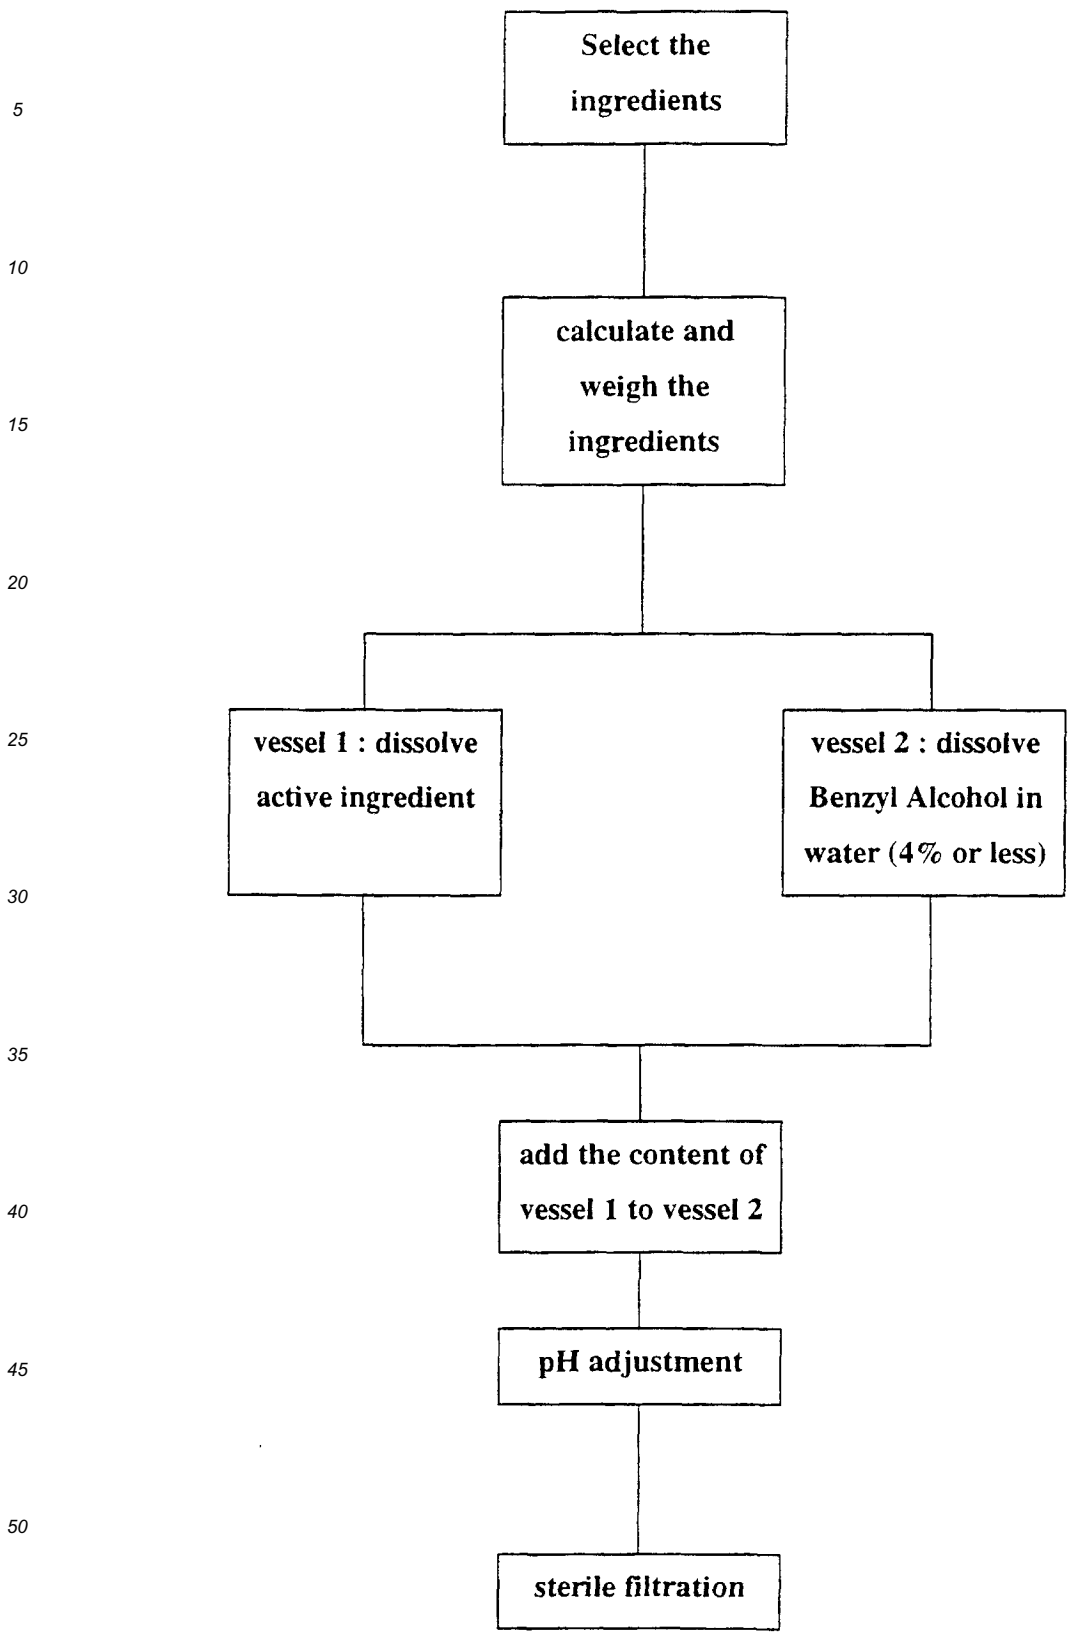 Select the
ingredients
5
10
calculate and
weigh the
ingredients
15
20
vessel 1 : dissolve
active ingredient
vessel 2 : dissolve
Benzyl Alcohol in
water (4% or less)
25
30
35
add the content of
vessel 1 to vessel 2
40
pH adjustment
45
50
sterile filtration